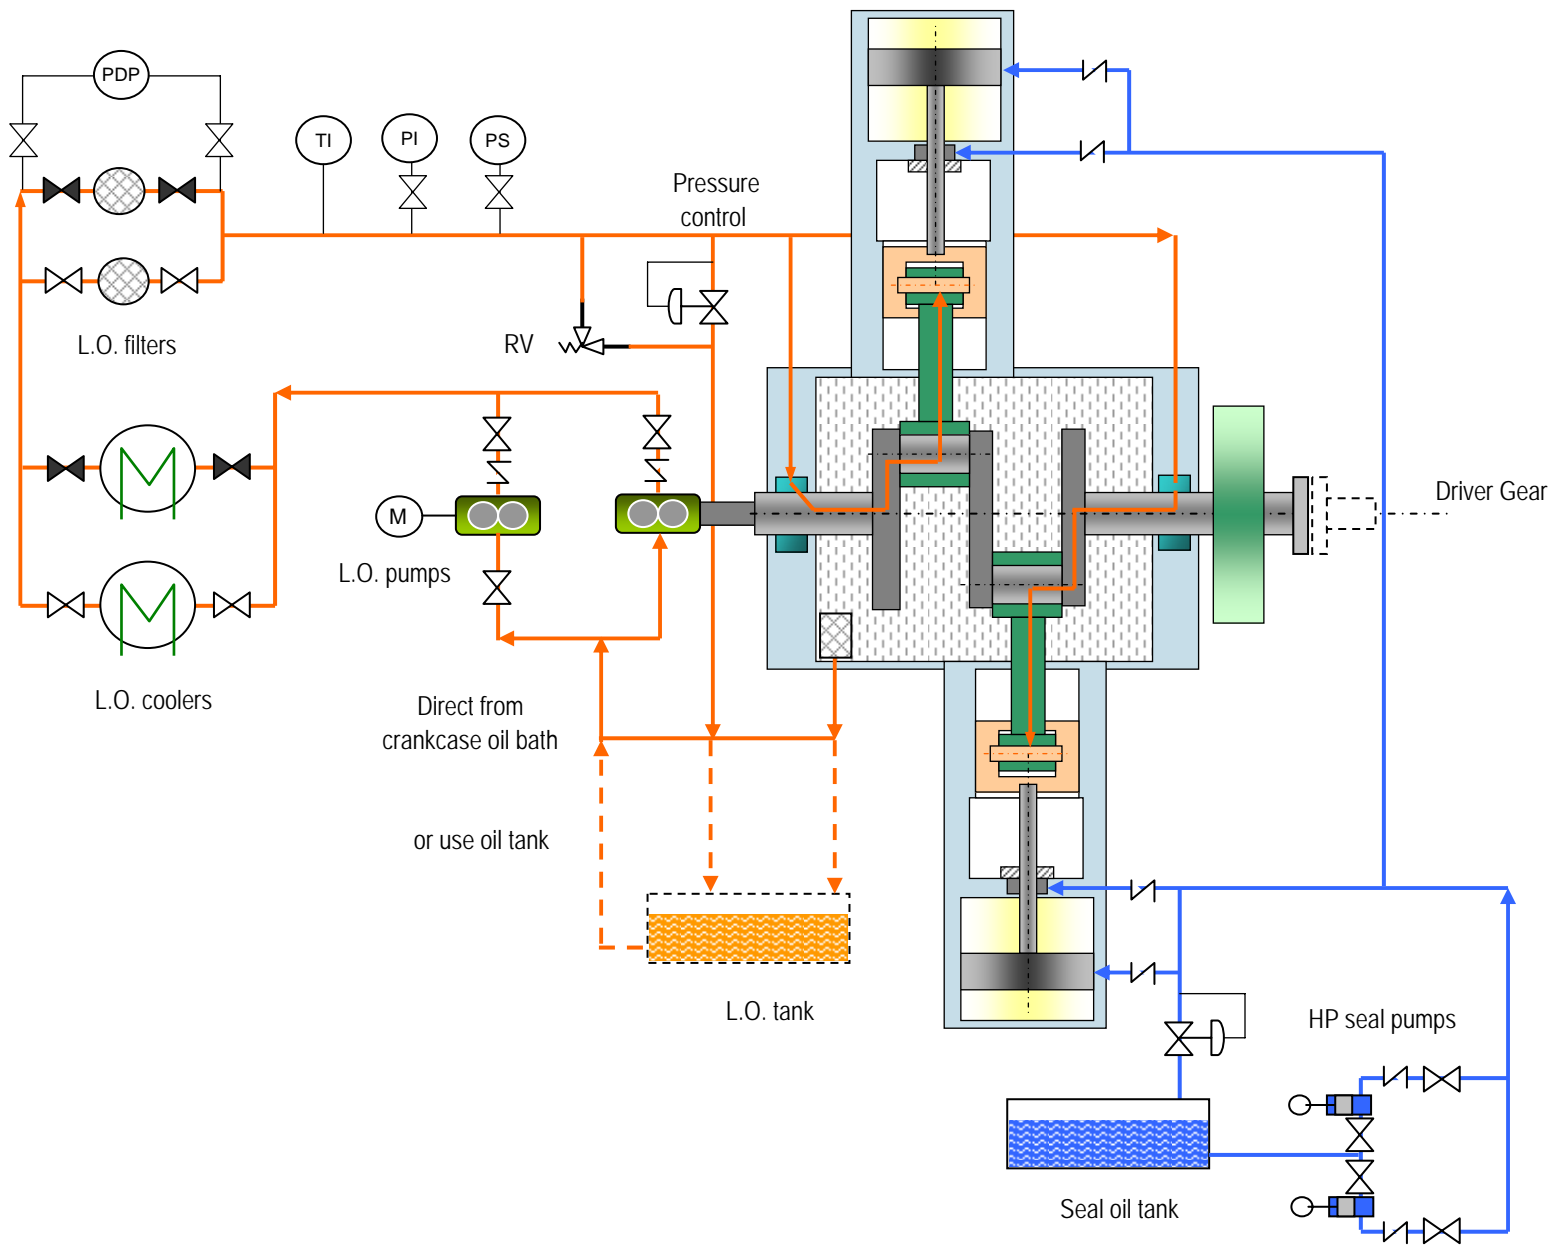 PDP
TI
PI
PS
Pressure
control
L.O. filters
RV
Driver Gear
M
L.O. pumps
L.O. coolers
Direct from
crankcase oil bath
or use oil tank
L.O. tank
HP seal pumps
Seal oil tank